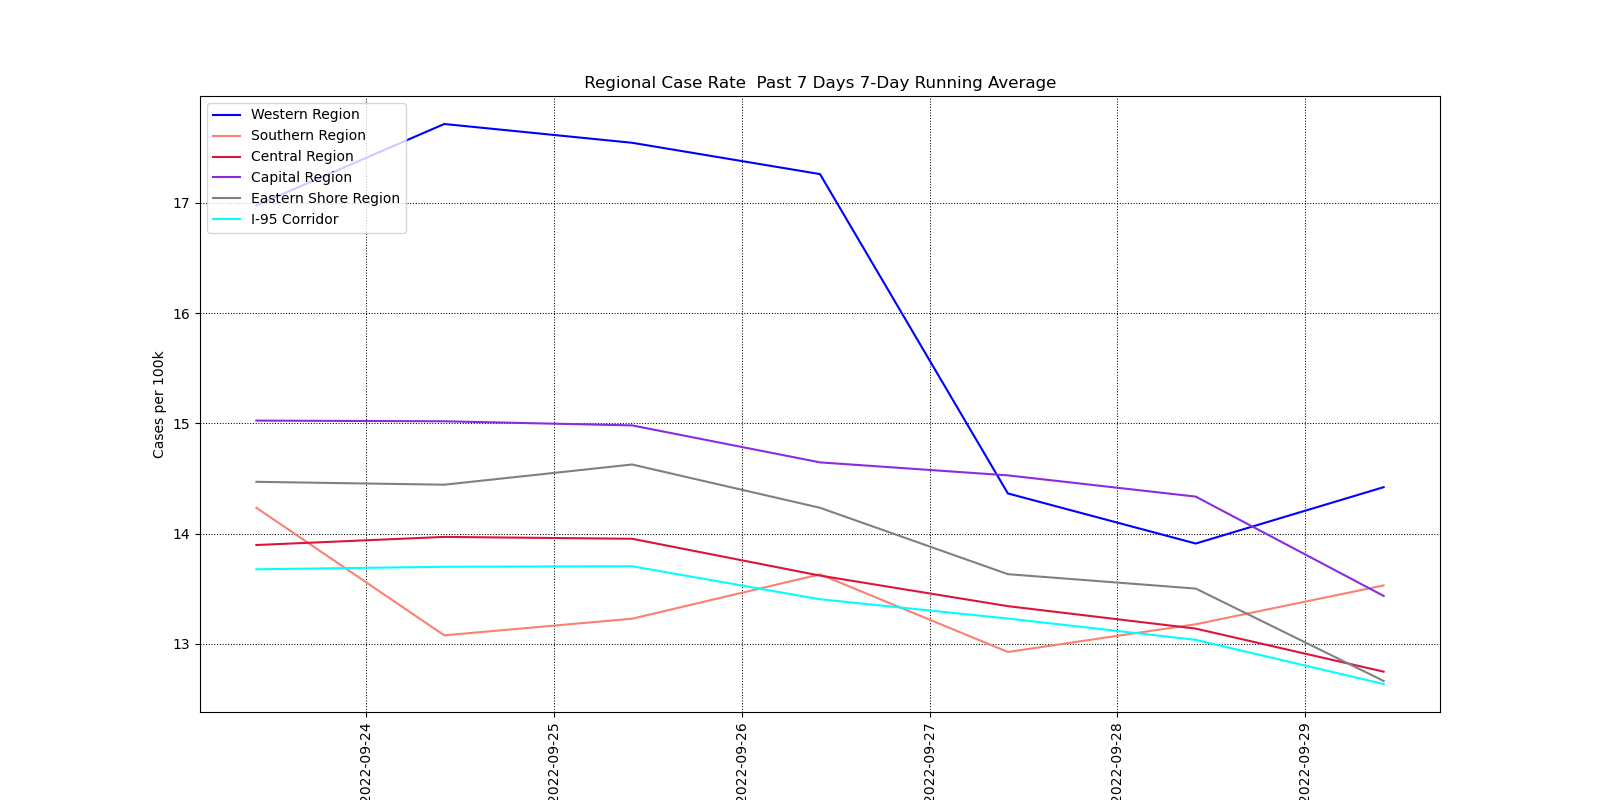 Regional Case Rate  Past 7 Days 7-Day Running Average
Western Region
Southern Region
Central Region
Capital Region
Eastern Shore Region
I-95 Corridor
17
16
15
14
13
Cases per 100k
2022-09-24
2022-09-25
2022-09-26
2022-09-27
2022-09-28
2022-09-29